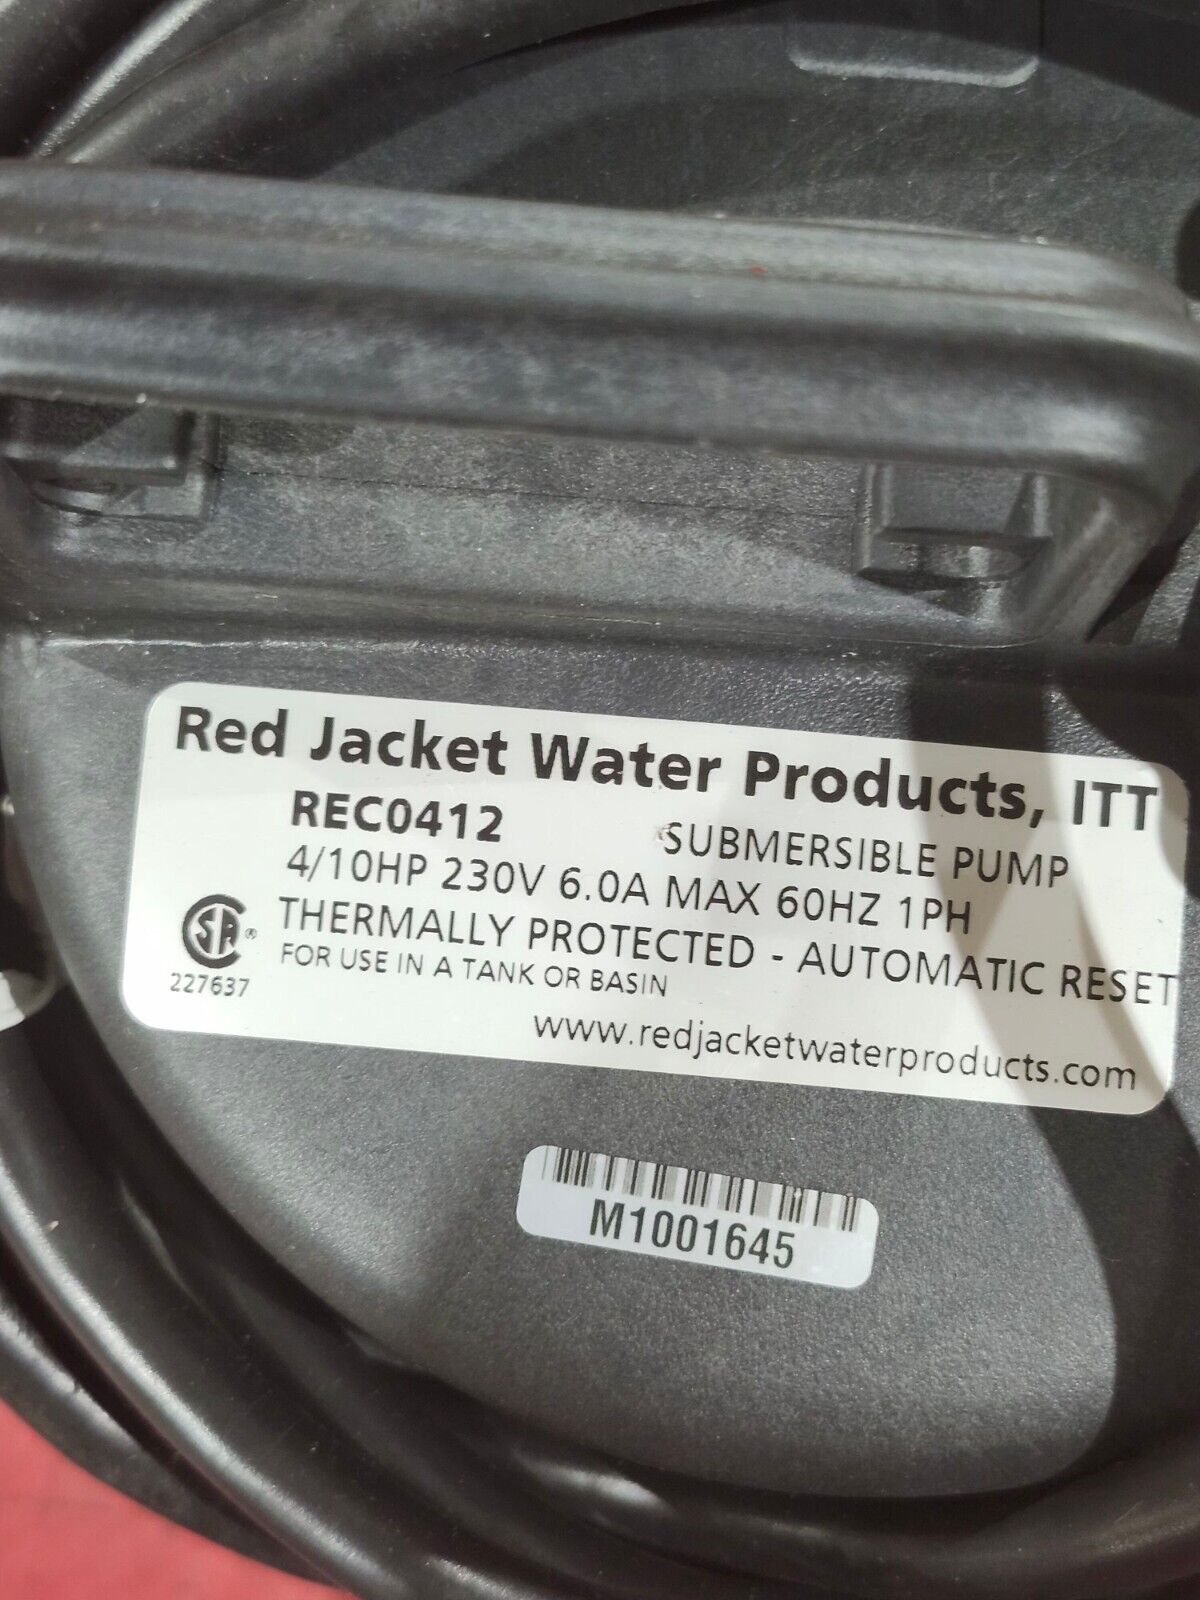 Red Jacket Water Products, ITT
REC0412 SUBMERSIBLE PUMP
4/10HP 230V 6.0A MAX 60HZ 1PH
THERMALLY PROTECTED - AUTOMATIC RESET
FOR USE IN A TANK OR BASIN
SA ®
227637
www.redjacketwaterproducts.com
M1001645